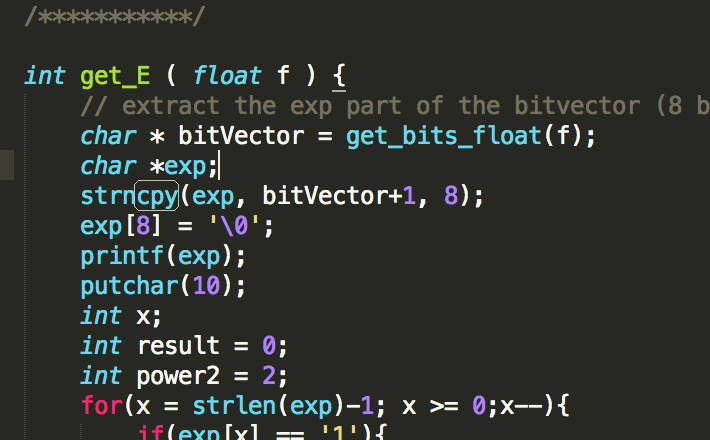 /***********/
int get_E ( float f ) {
// extract the exp part of the bitvector (8 b
char * bitVector = get_bits_float(f);
char *exp;
strncpy(exp, bitVector+1, 8);
exp[8] = '\0';
printf(exp);
putchar(10);
int x;
int result = 0;
int power2 = 2;
for(x = strlen(exp)-1; x >= 0;x--){
if(exp[x] == '1'){